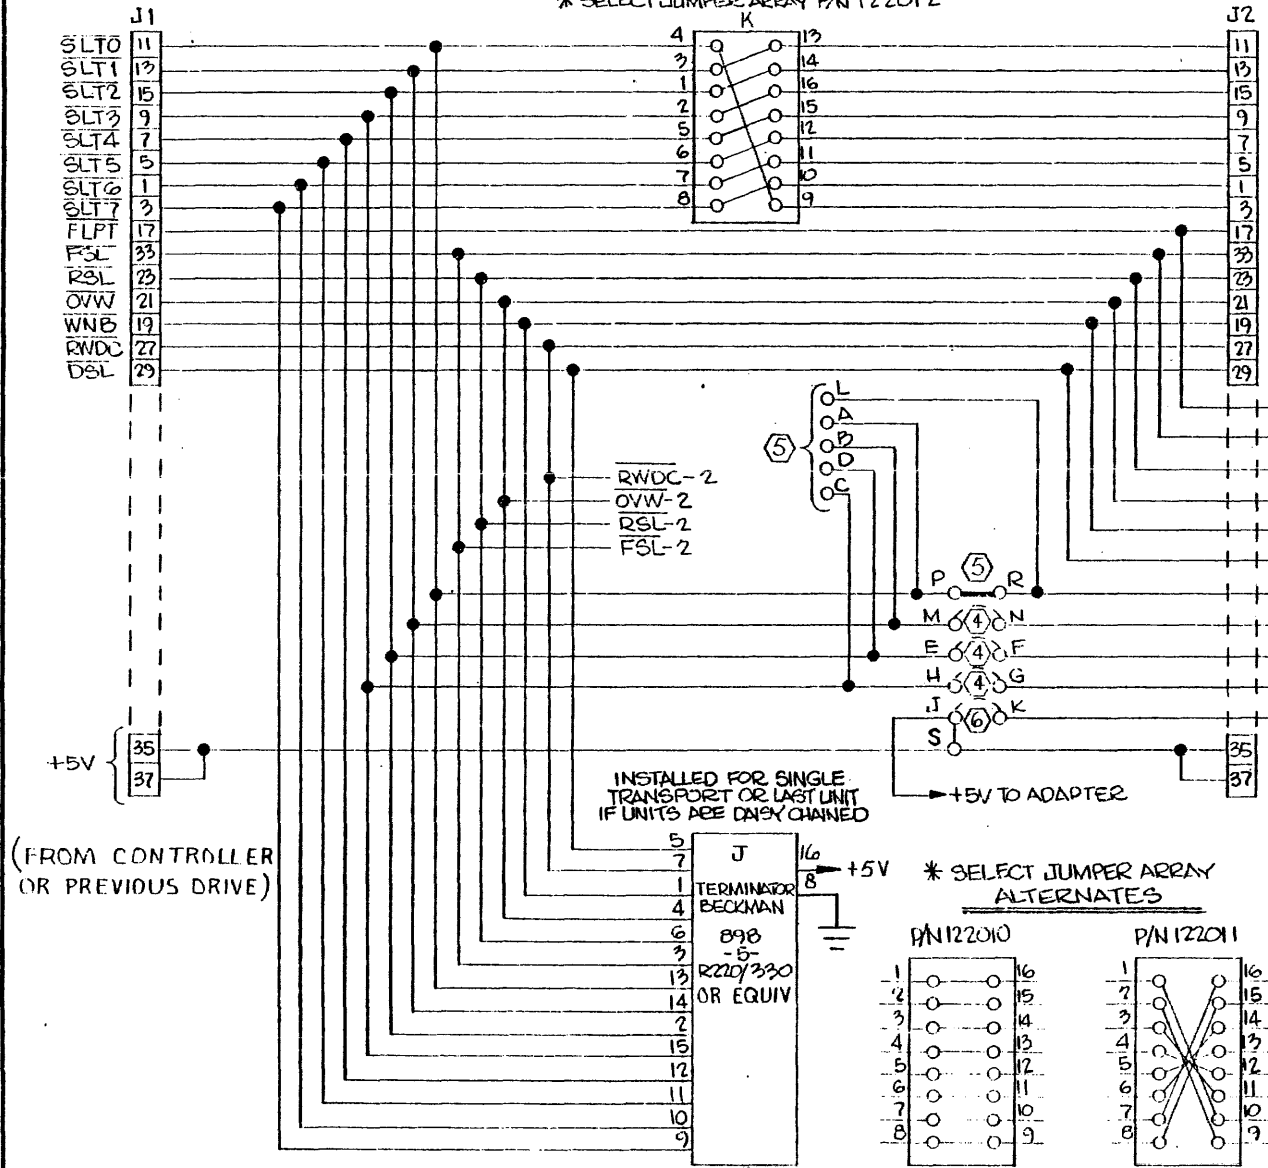 * SELECT JUMPER ARRAY P/N 122012
J1
K
J2
SLT0 11
SLT1 13
SLT2 15
SLT3 9
SLT4 7
SLT5 5
SLT6 1
SLT7 3
FLPT 17
FSL 33
RSL 23
OVW 21
WNB 19
RWDC 27
DSL 29
4 13
3 14
1 16
2 15
5 12
6 11
7 10
8 9
11
13
15
9
7
5
1
3
17
33
23
21
19
27
29
5
L
A
B
D
C
RWDC-2
OVW-2
RSL-2
FSL-2
5
P R
M 4 N
E 4 F
H 4 G
J 6 K
S
+5V
35
37
35
37
+5V TO ADAPTER
INSTALLED FOR SINGLE
TRANSPORT OR LAST UNIT
IF UNITS ARE DAISY CHAINED
(FROM CONTROLLER
OR PREVIOUS DRIVE)
5
7
1
4
6
3
13
14
2
15
12
11
10
9
J
TERMINATOR
BECKMAN
898
-5-
R220/330
OR EQUIV
16
8
+5V
* SELECT JUMPER ARRAY
ALTERNATES
P/N 122010
1 16
2 15
3 14
4 13
5 12
6 11
7 10
8 9
P/N 122011
1 16
2 15
3 14
4 13
5 12
6 11
7 10
8 9